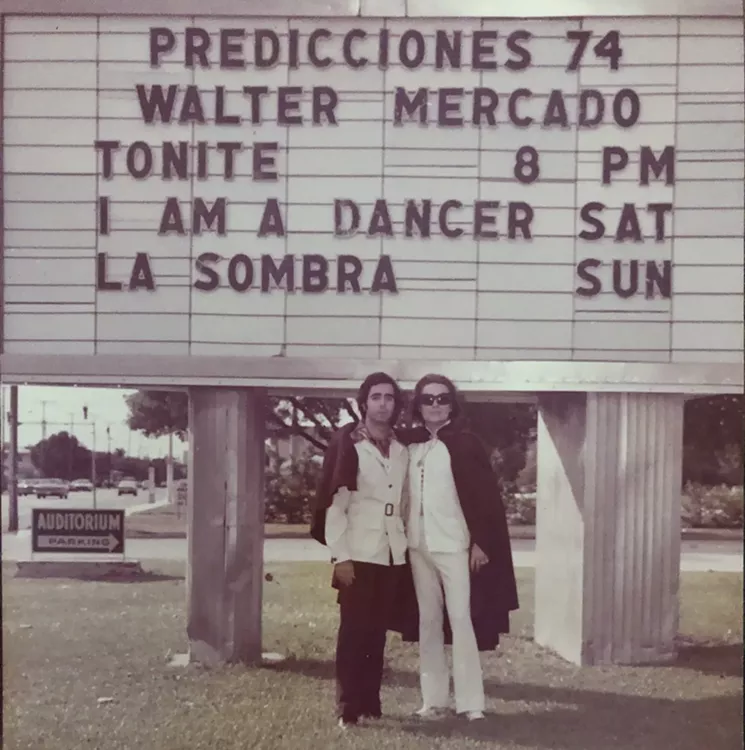 PREDICCIONES 74
WALTER MERCADO
TONITE 8 PM
I AM A DANCER SAT
LA SOMBRA SUN
AUDITORIUM
PARKING